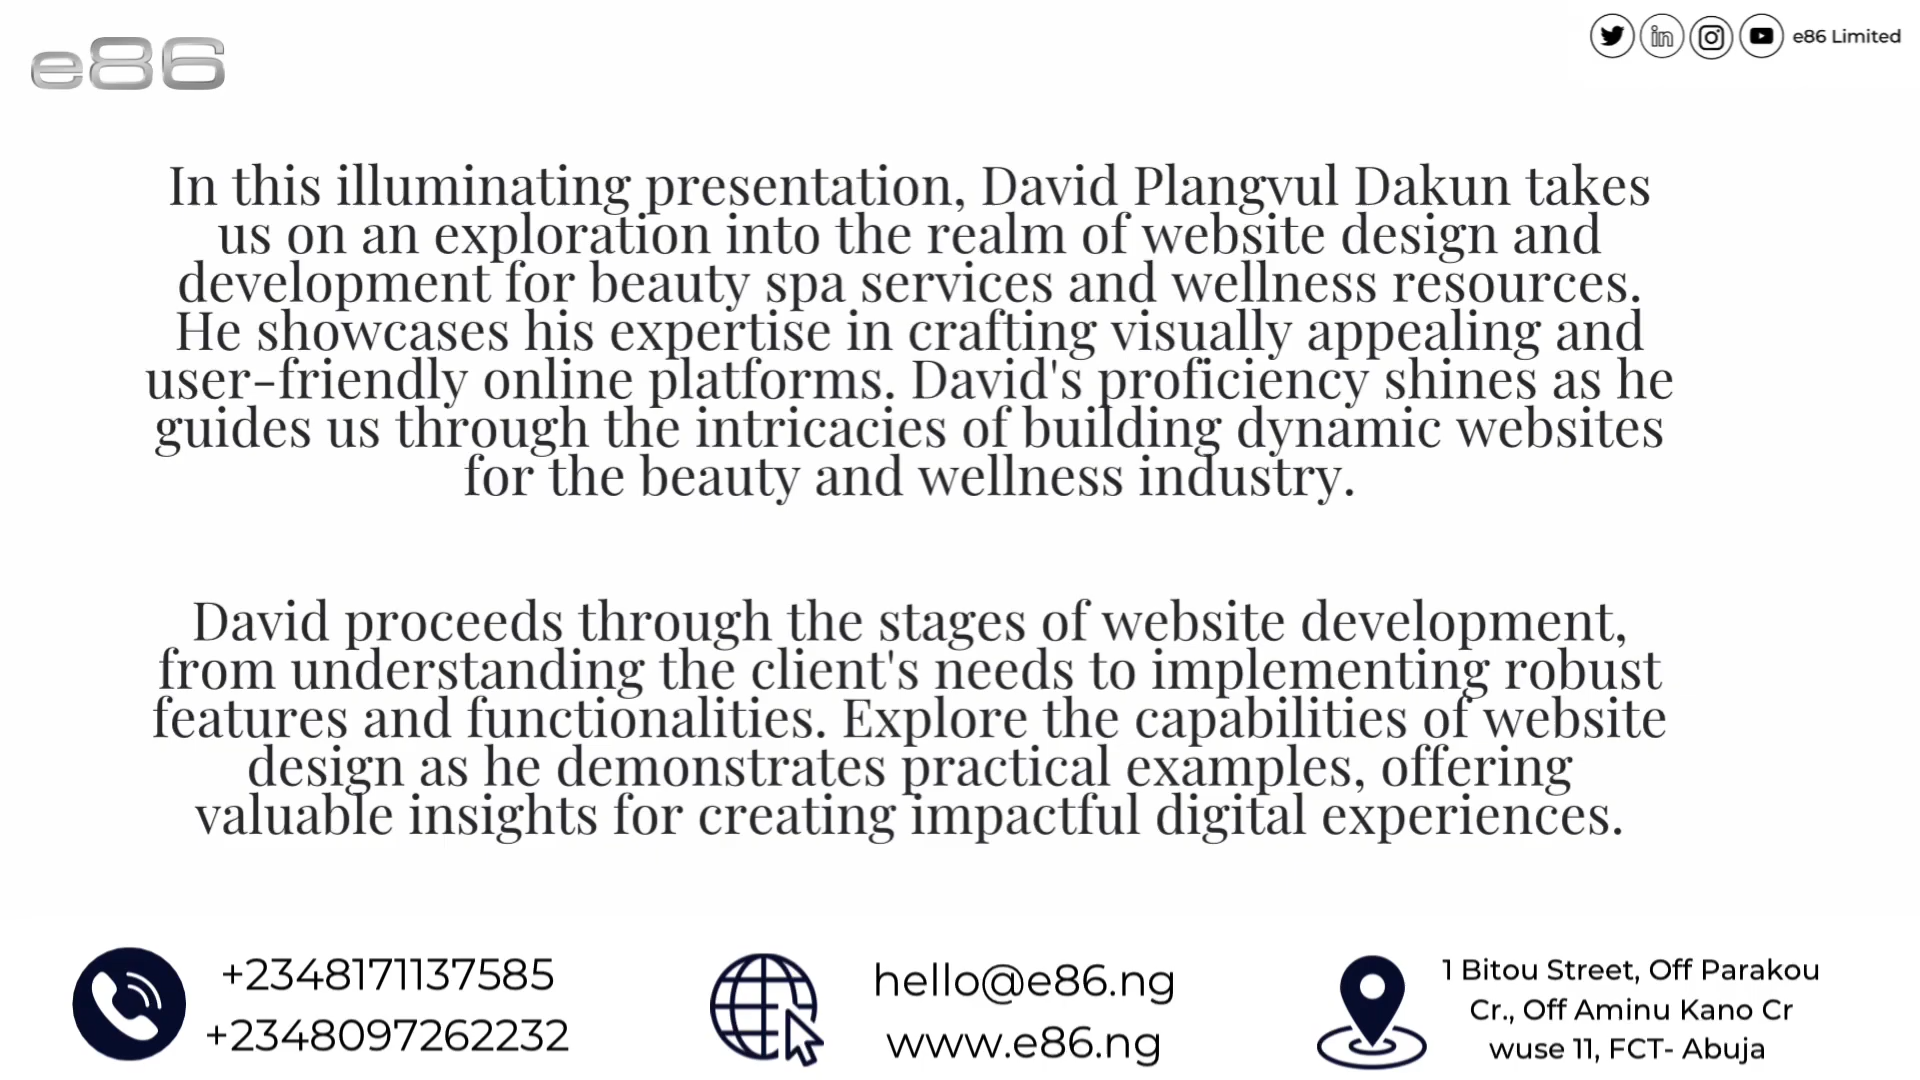 e86
e86 Limited
In this illuminating presentation, David Plangvul Dakun takes
us on an exploration into the realm of website design and
development for beauty spa services and wellness resources.
He showcases his expertise in crafting visually appealing and
user-friendly online platforms. David's proficiency shines as he
guides us through the intricacies of building dynamic websites
for the beauty and wellness industry.
David proceeds through the stages of website development,
from understanding the client's needs to implementing robust
features and functionalities. Explore the capabilities of website
design as he demonstrates practical examples, offering
valuable insights for creating impactful digital experiences.
+2348171137585
+2348097262232
hello@e86.ng
www.e86.ng
1 Bitou Street, Off Parakou
Cr., Off Aminu Kano Cr
wuse 11, FCT- Abuja